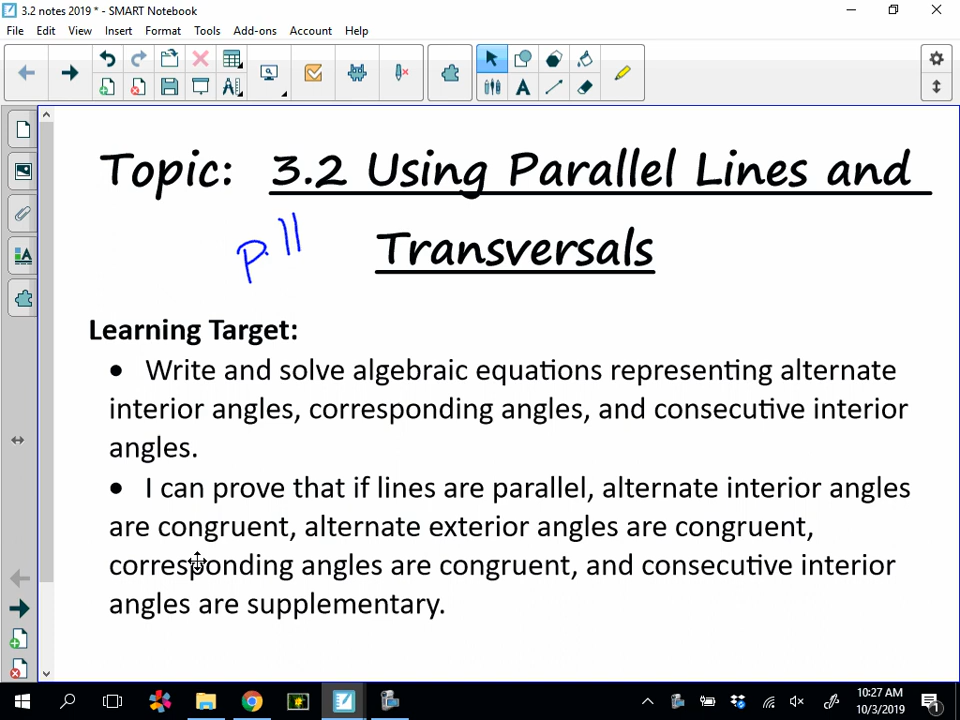 3.2 notes 2019 * - SMART Notebook
File Edit View Insert Format Tools Add-ons Account Help
Topic: 3.2 Using Parallel Lines and
Transversals
p. 11
Learning Target:
• Write and solve algebraic equations representing alternate
interior angles, corresponding angles, and consecutive interior
angles.
• I can prove that if lines are parallel, alternate interior angles
are congruent, alternate exterior angles are congruent,
corresponding angles are congruent, and consecutive interior
angles are supplementary.
10:27 AM
10/3/2019
1